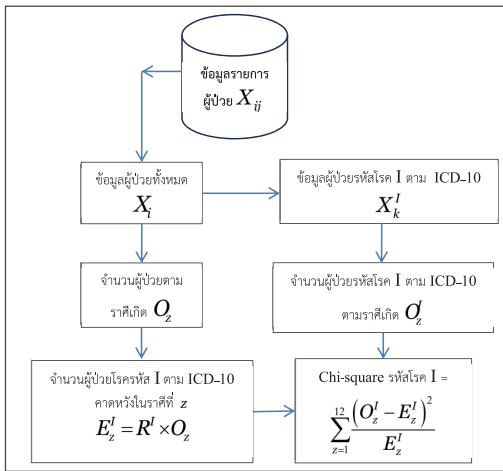 ข้อมูลรายการ
ผู้ป่วย X_{ij}
ข้อมูลผู้ป่วยทั้งหมด
X_i
ข้อมูลผู้ป่วยรหัสโรค I ตาม ICD-10
X_k^I
จำนวนผู้ป่วยตาม
ราศีเกิด O_z
จำนวนผู้ป่วยรหัสโรค I ตาม ICD-10
ตามราศีเกิด O_z^I
จำนวนผู้ป่วยโรครหัส I ตาม ICD-10
คาดหวังในราศีที่ z
E_z^I = R^I × O_z
Chi-square รหัสโรค I =
\sum_{z=1}^{12} \frac{(O_z^I - E_z^I)^2}{E_z^I}